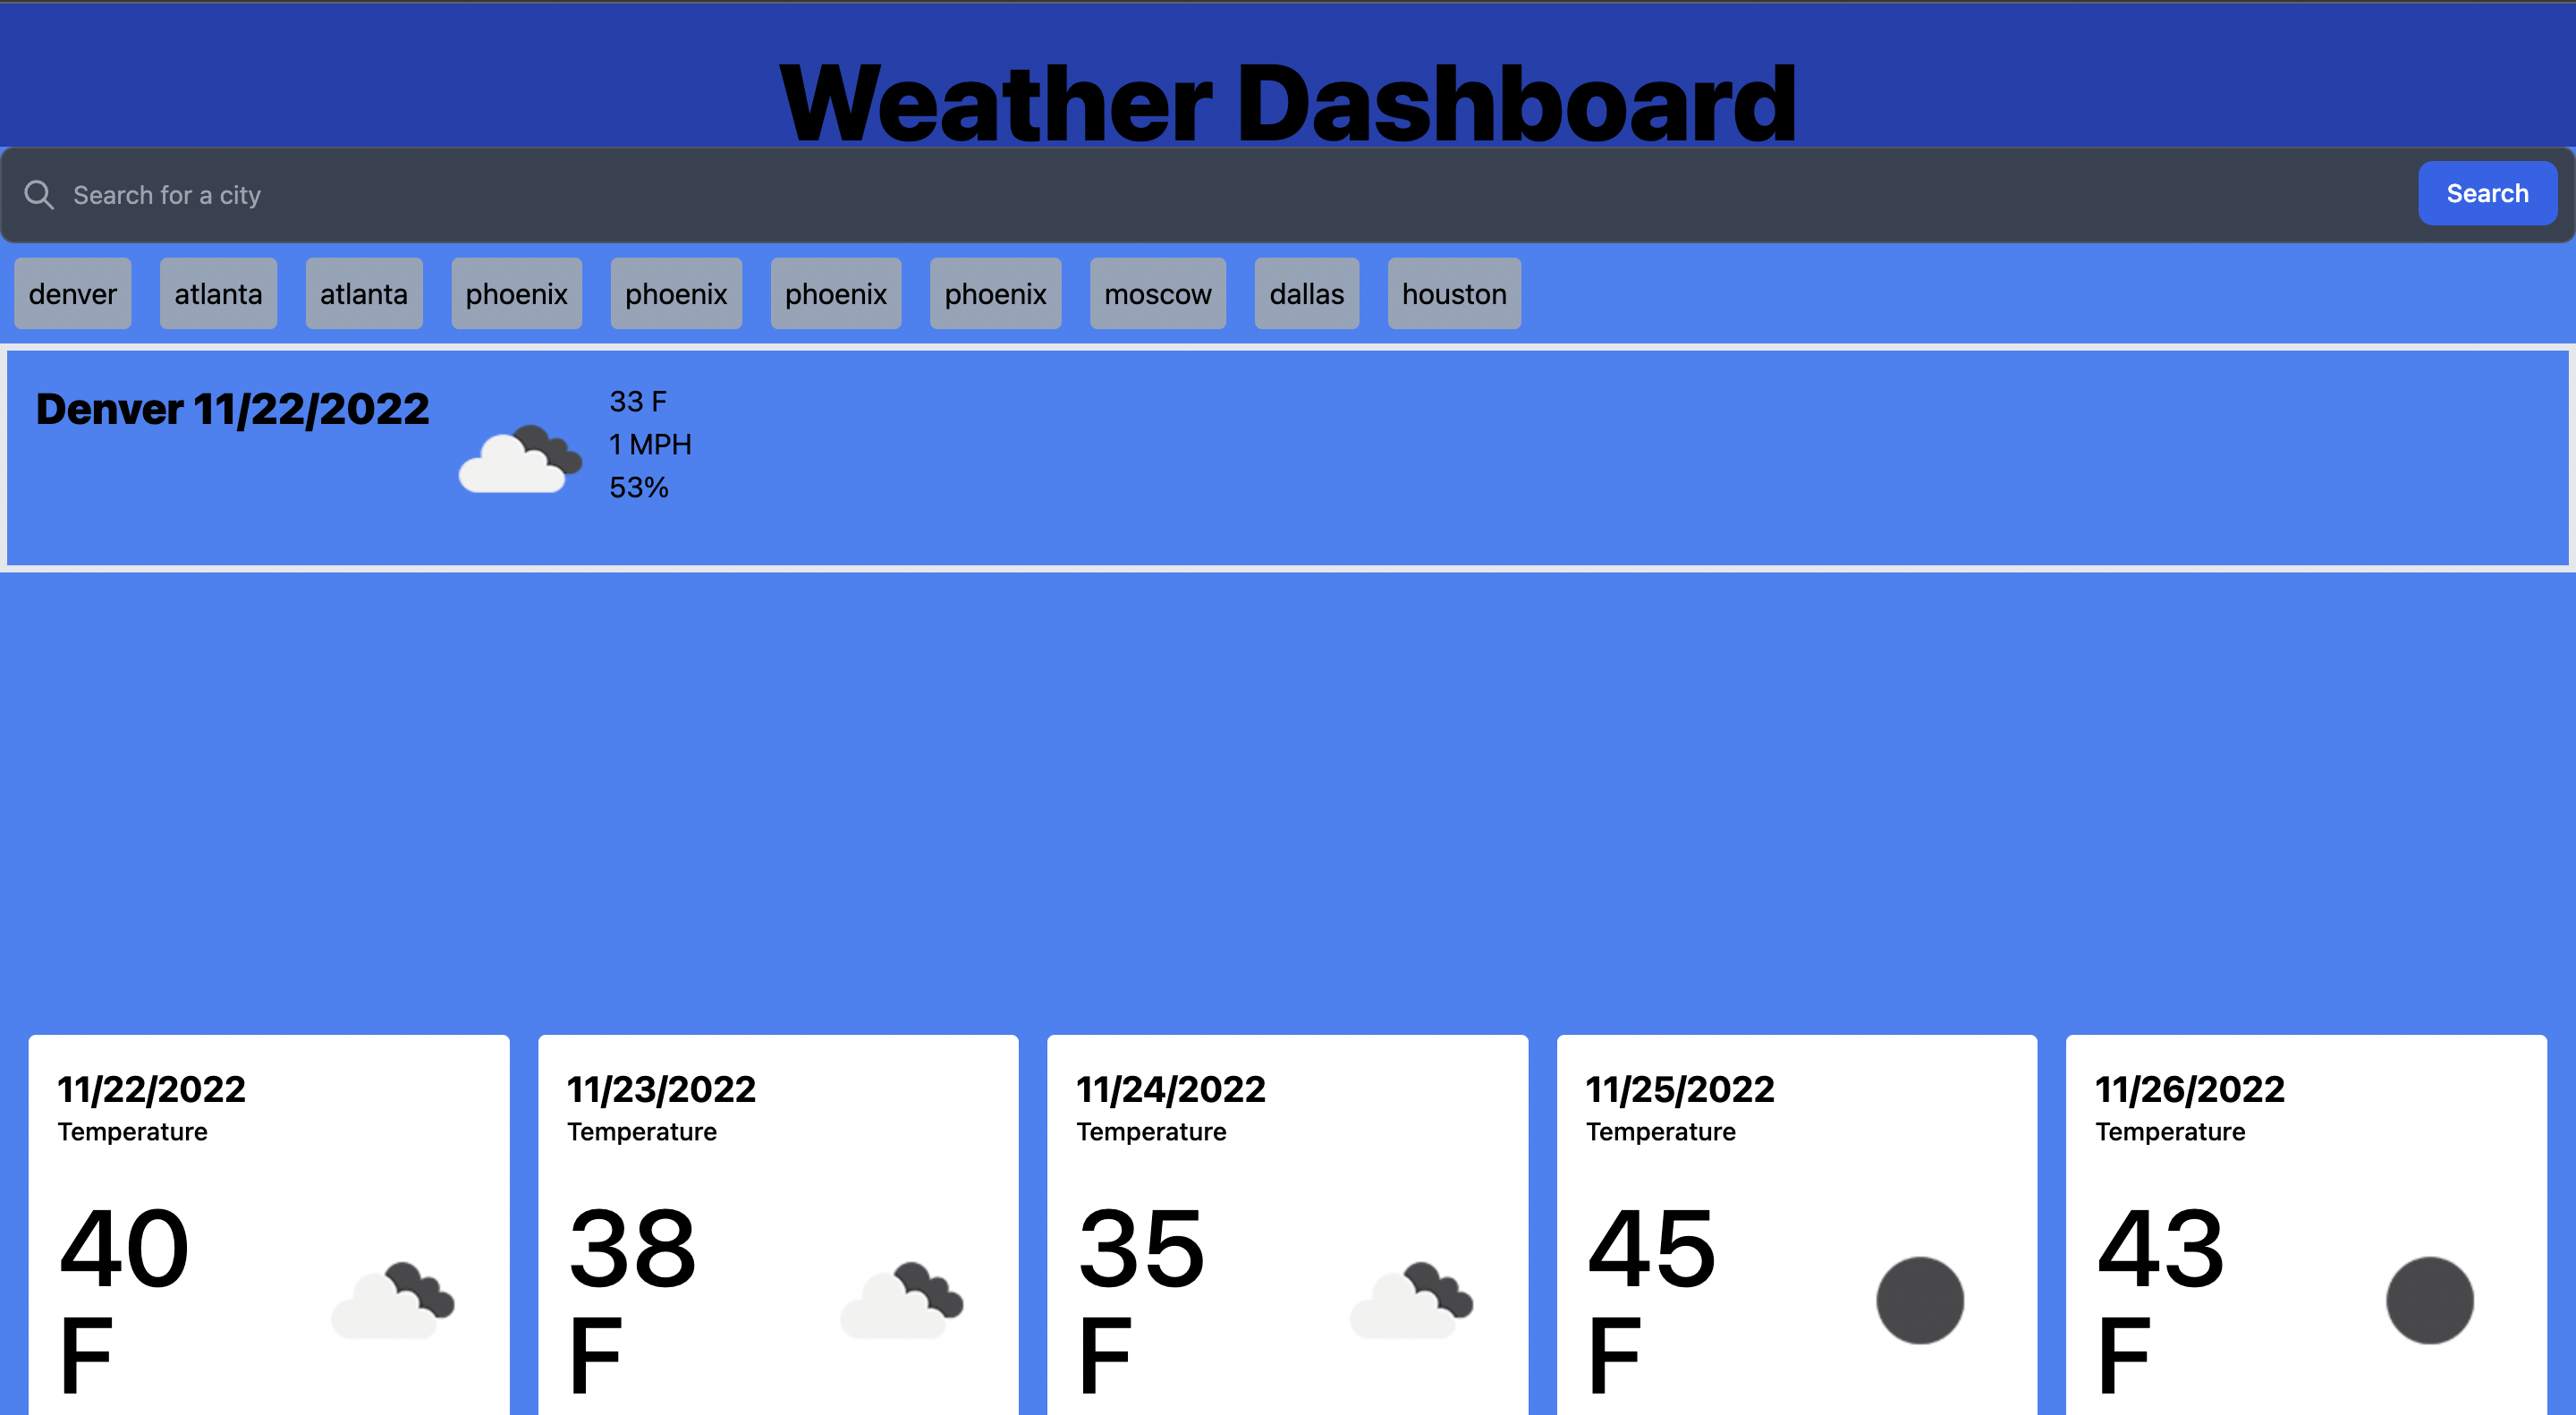 Weather Dashboard
Search for a city
Search
denver atlanta atlanta phoenix phoenix phoenix phoenix moscow dallas houston
Denver 11/22/2022
33 F
1 MPH
53%
11/22/2022
Temperature
40
F
11/23/2022
Temperature
38
F
11/24/2022
Temperature
35
F
11/25/2022
Temperature
45
F
11/26/2022
Temperature
43
F